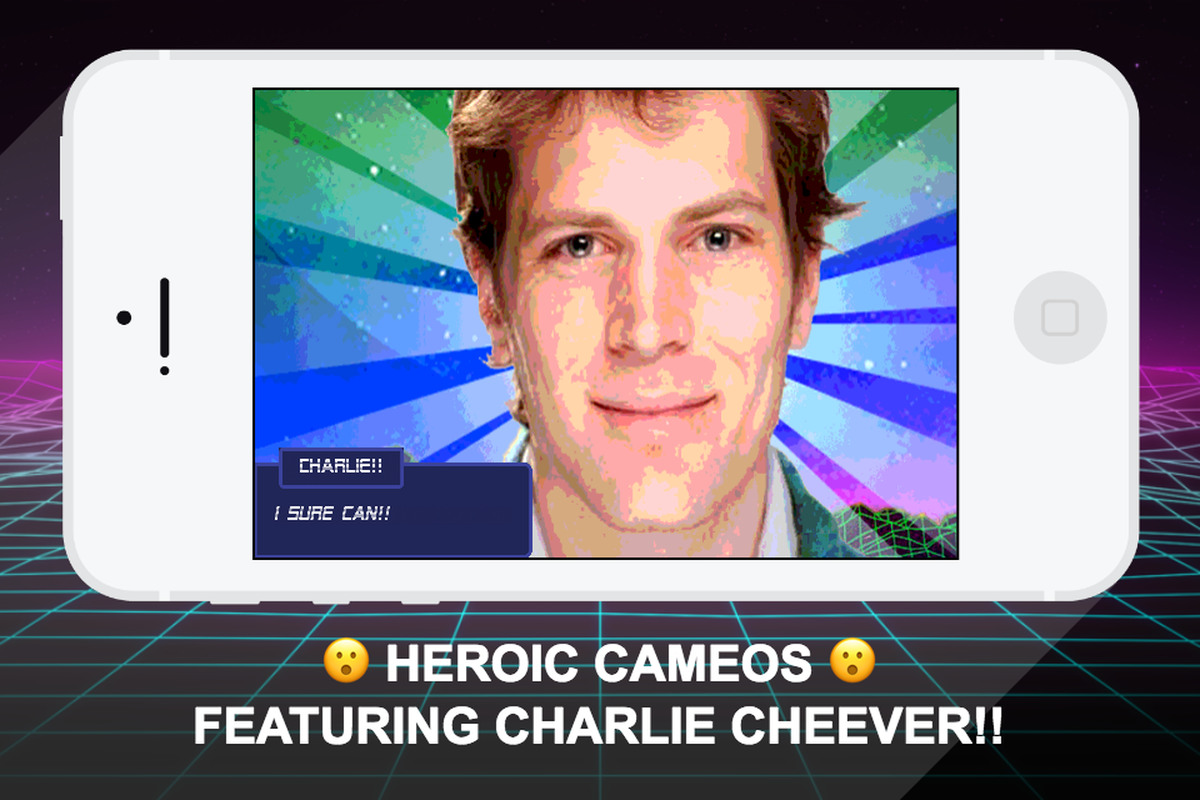 CHARLIE!!
I SURE CAN!!
😮 HEROIC CAMEOS 😮
FEATURING CHARLIE CHEEVER!!